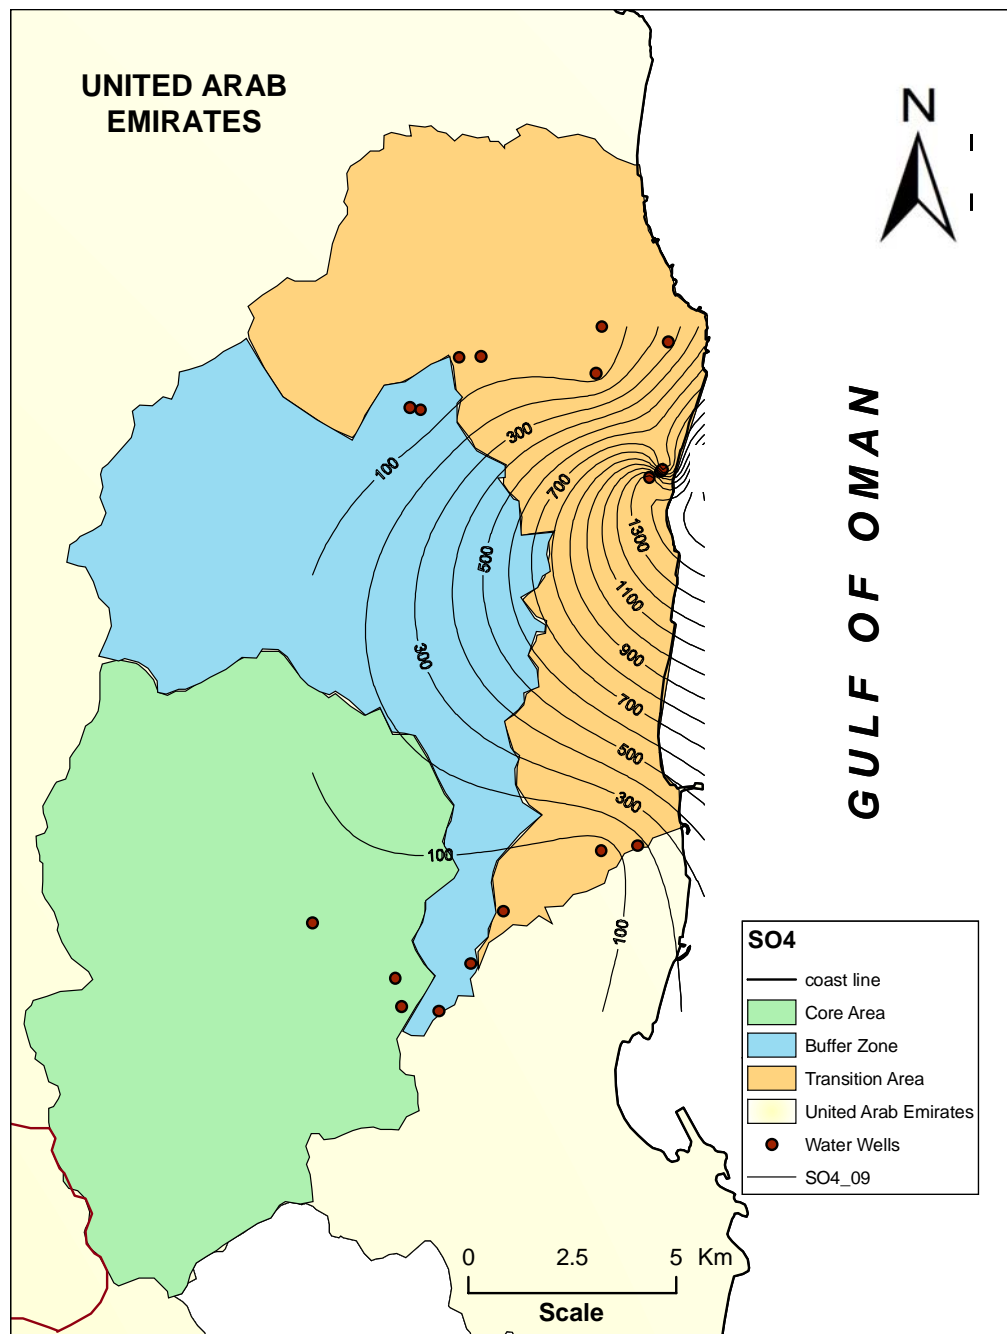 UNITED ARAB
EMIRATES
N
300
100
700
500
1300
1100
300
900
700
500
300
100
100
GULF OF OMAN
SO4
coast line
Core Area
Buffer Zone
Transition Area
United Arab Emirates
Water Wells
SO4_09
0 2.5 5 Km
Scale